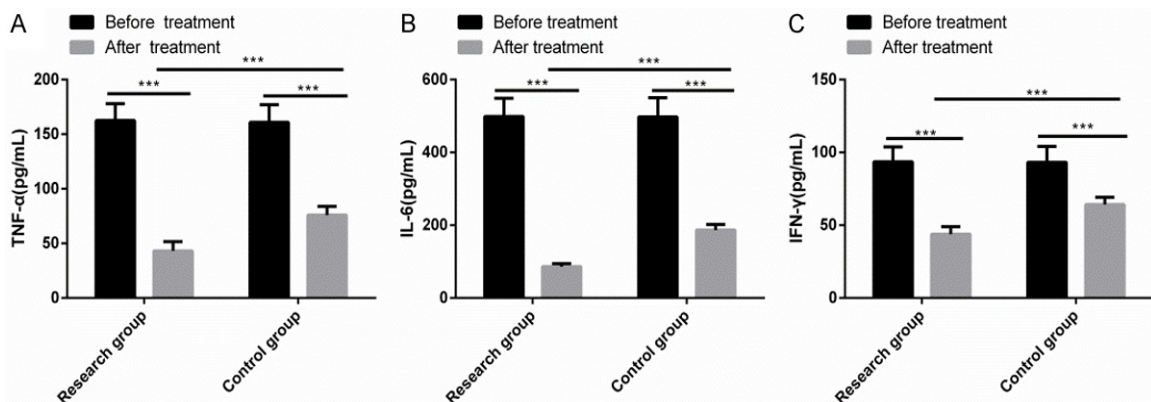 A
Before treatment
After treatment
TNF-α(pg/mL)
200
150
100
50
0
***
***
***
Research group
Control group
B
Before treatment
After treatment
IL-6(pg/mL)
600
400
200
0
***
***
***
Research group
Control group
C
Before treatment
After treatment
IFN-γ(pg/mL)
150
100
50
0
***
***
***
Research group
Control group